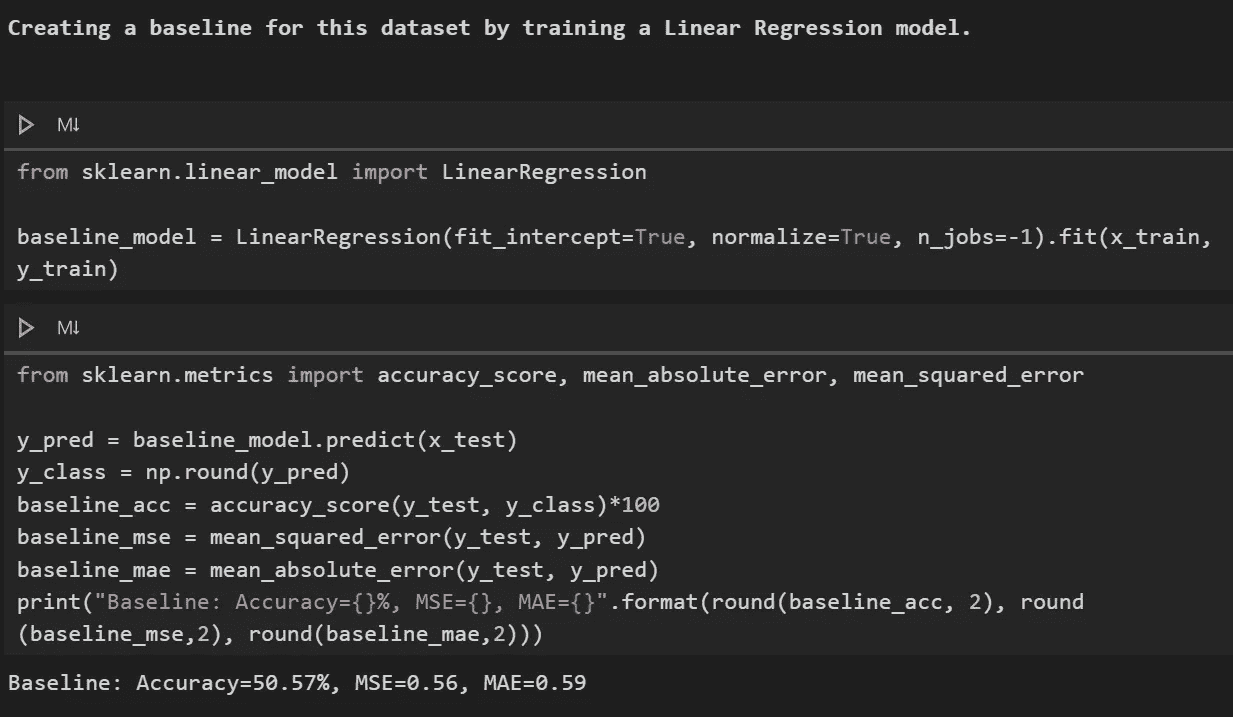 Creating a baseline for this dataset by training a Linear Regression model.
M↓
from sklearn.linear_model import LinearRegression
baseline_model = LinearRegression(fit_intercept=True, normalize=True, n_jobs=-1).fit(x_train,
y_train)
M↓
from sklearn.metrics import accuracy_score, mean_absolute_error, mean_squared_error
y_pred = baseline_model.predict(x_test)
y_class = np.round(y_pred)
baseline_acc = accuracy_score(y_test, y_class)*100
baseline_mse = mean_squared_error(y_test, y_pred)
baseline_mae = mean_absolute_error(y_test, y_pred)
print("Baseline: Accuracy={}%, MSE={}, MAE={}".format(round(baseline_acc, 2), round
(baseline_mse,2), round(baseline_mae,2)))
Baseline: Accuracy=50.57%, MSE=0.56, MAE=0.59